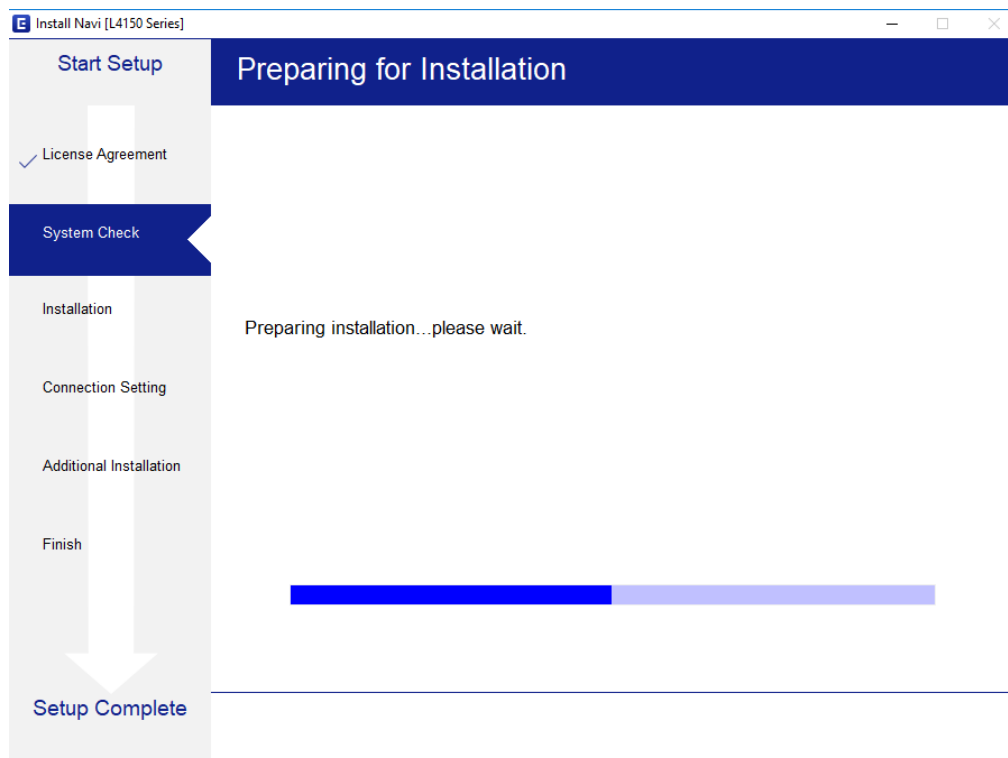 E Install Navi [L4150 Series]
Start Setup
Preparing for Installation
License Agreement
System Check
Installation
Preparing installation...please wait.
Connection Setting
Additional Installation
Finish
Setup Complete